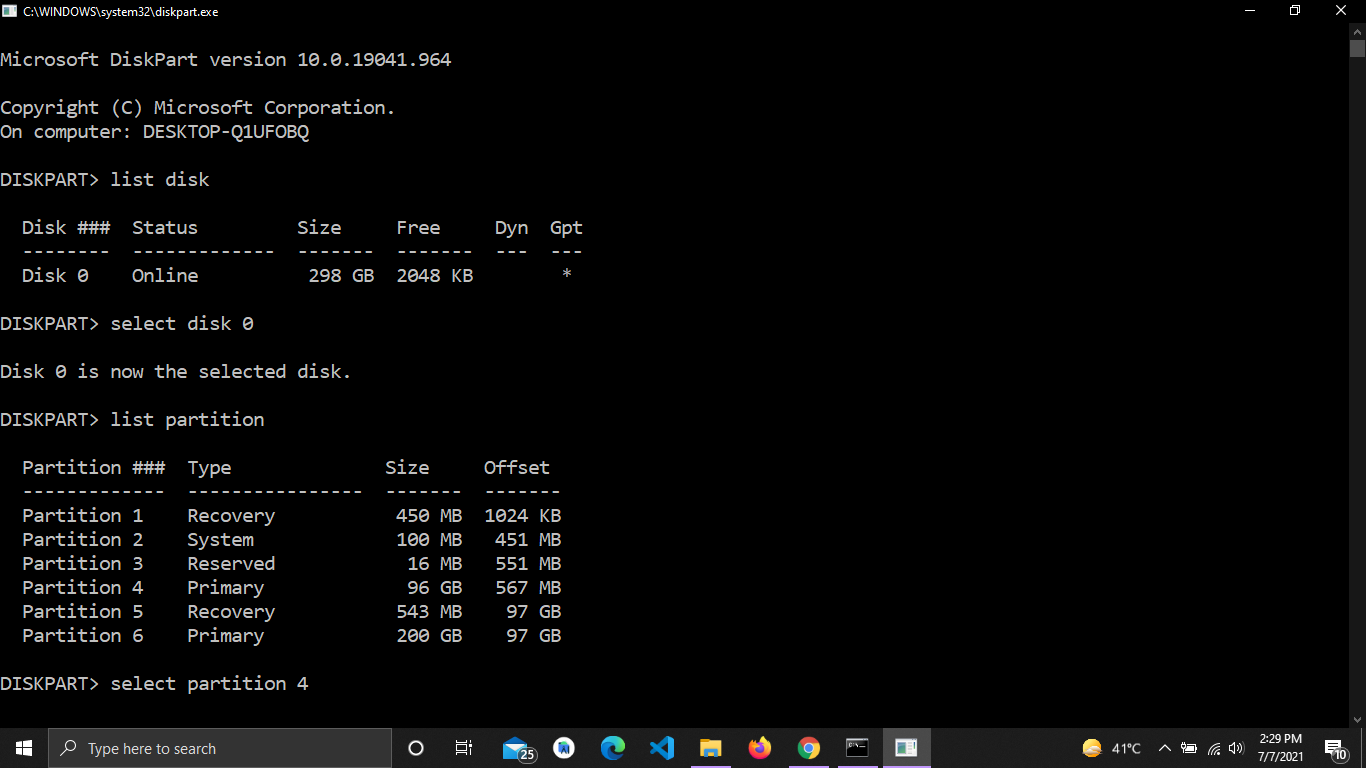 C:\WINDOWS\system32\diskpart.exe
Microsoft DiskPart version 10.0.19041.964
Copyright (C) Microsoft Corporation.
On computer: DESKTOP-Q1UFOBQ
DISKPART> list disk
  Disk ###  Status         Size     Free     Dyn  Gpt
  --------  -------------  -------  -------  ---  ---
  Disk 0    Online          298 GB  2048 KB        *
DISKPART> select disk 0
Disk 0 is now the selected disk.
DISKPART> list partition
  Partition ###  Type              Size     Offset
  -------------  ----------------  -------  -------
  Partition 1    Recovery           450 MB  1024 KB
  Partition 2    System             100 MB   451 MB
  Partition 3    Reserved            16 MB   551 MB
  Partition 4    Primary             96 GB   567 MB
  Partition 5    Recovery           543 MB    97 GB
  Partition 6    Primary            200 GB    97 GB
DISKPART> select partition 4
Type here to search
25
41°C
2:29 PM
7/7/2021
10